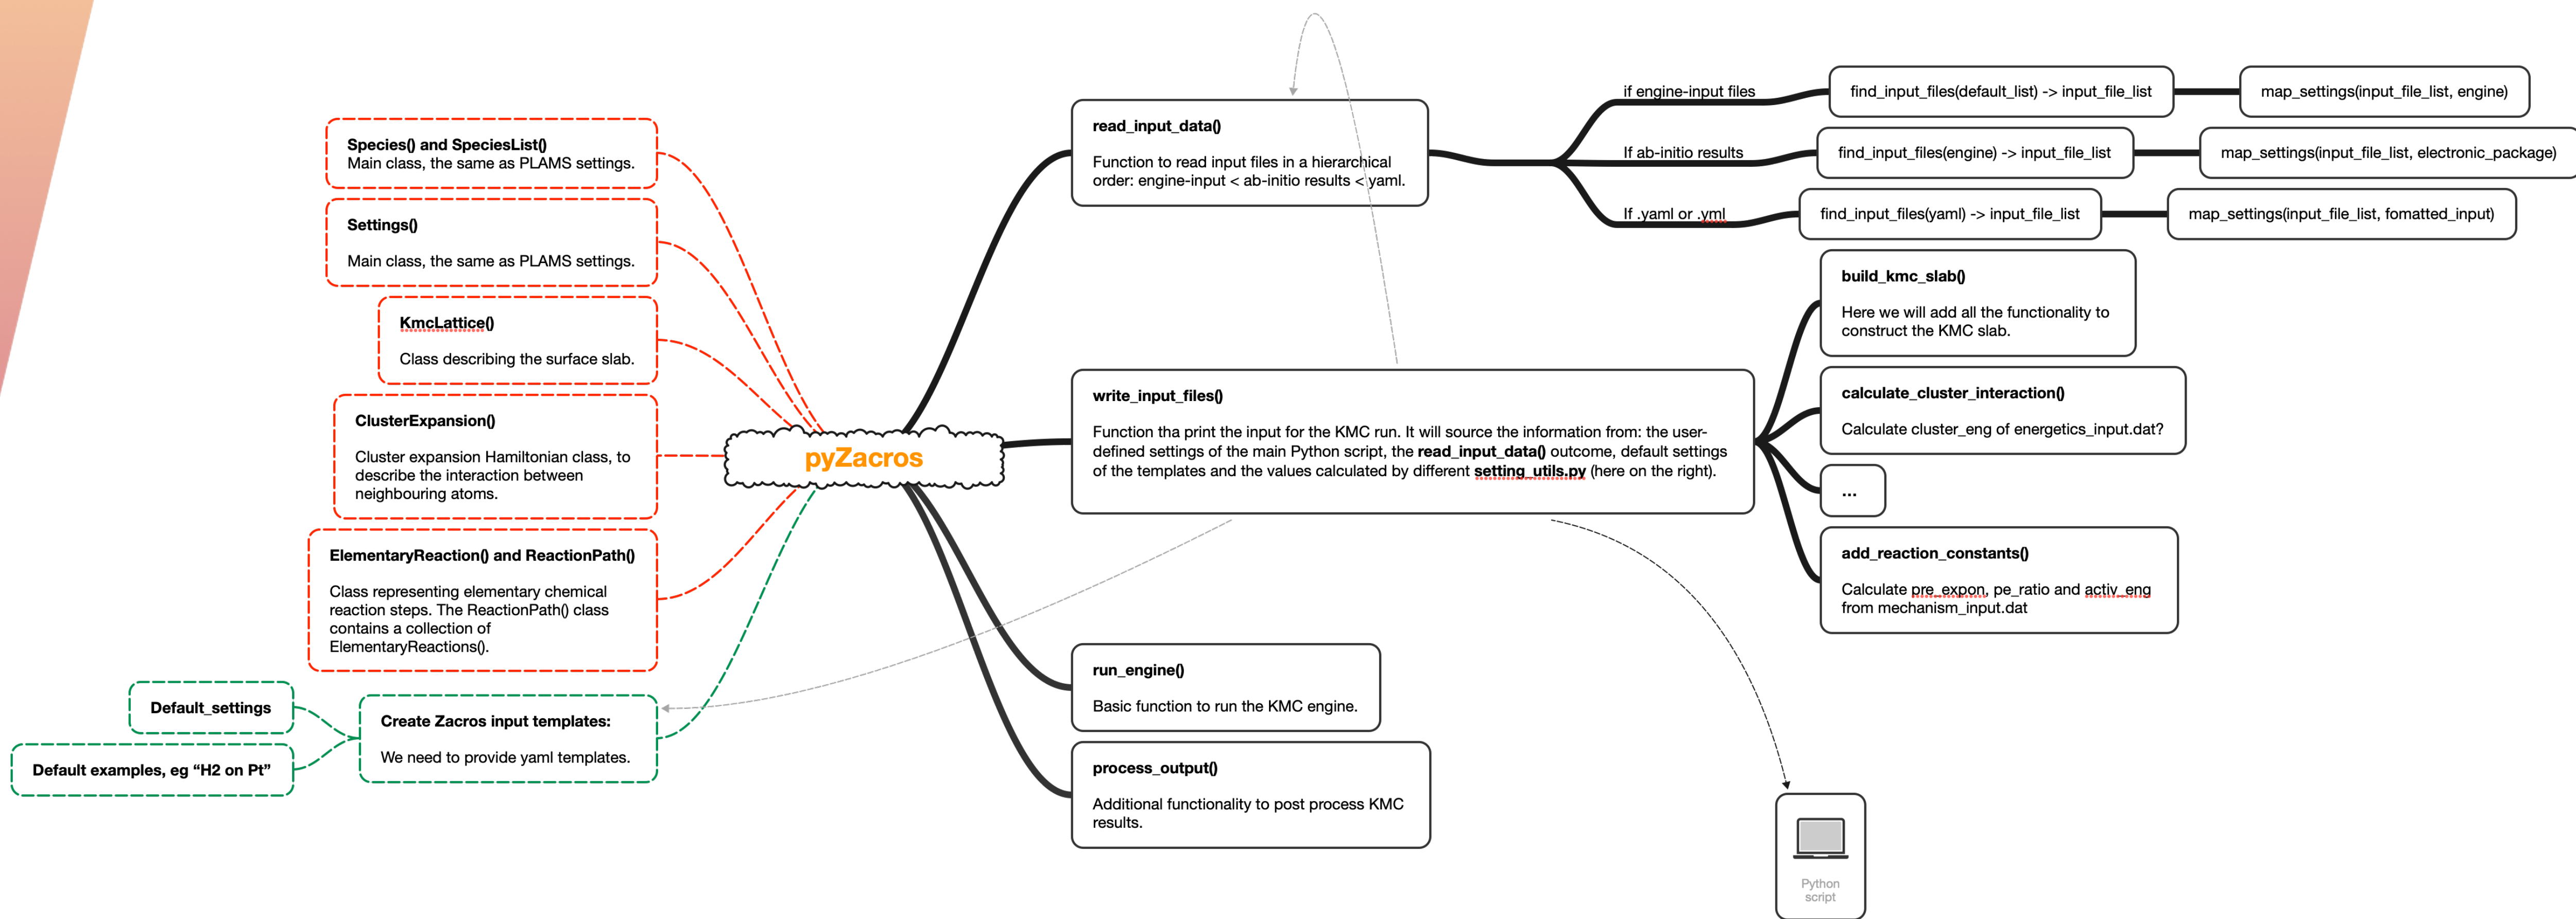 Species() and SpeciesList()
Main class, the same as PLAMS settings.
Settings()
Main class, the same as PLAMS settings.
KmcLattice()
Class describing the surface slab.
ClusterExpansion()
Cluster expansion Hamiltonian class, to
describe the interaction between
neighbouring atoms.
ElementaryReaction() and ReactionPath()
Class representing elementary chemical
reaction steps. The ReactionPath() class
contains a collection of
ElementaryReactions().
Default_settings
Default examples, eg “H2 on Pt”
Create Zacros input templates:
We need to provide yaml templates.
pyZacros
read_input_data()
Function to read input files in a hierarchical
order: engine-input < ab-initio results < yaml.
if engine-input files
find_input_files(default_list) -> input_file_list
map_settings(input_file_list, engine)
If ab-initio results
find_input_files(engine) -> input_file_list
map_settings(input_file_list, electronic_package)
If .yaml or .yml
find_input_files(yaml) -> input_file_list
map_settings(input_file_list, fomatted_input)
write_input_files()
Function tha print the input for the KMC run. It will source the information from: the user-
defined settings of the main Python script, the read_input_data() outcome, default settings
of the templates and the values calculated by different setting_utils.py (here on the right).
build_kmc_slab()
Here we will add all the functionality to
construct the KMC slab.
calculate_cluster_interaction()
Calculate cluster_eng of energetics_input.dat?
...
add_reaction_constants()
Calculate pre_expon, pe_ratio and activ_eng
from mechanism_input.dat
run_engine()
Basic function to run the KMC engine.
process_output()
Additional functionality to post process KMC
results.
Python
script